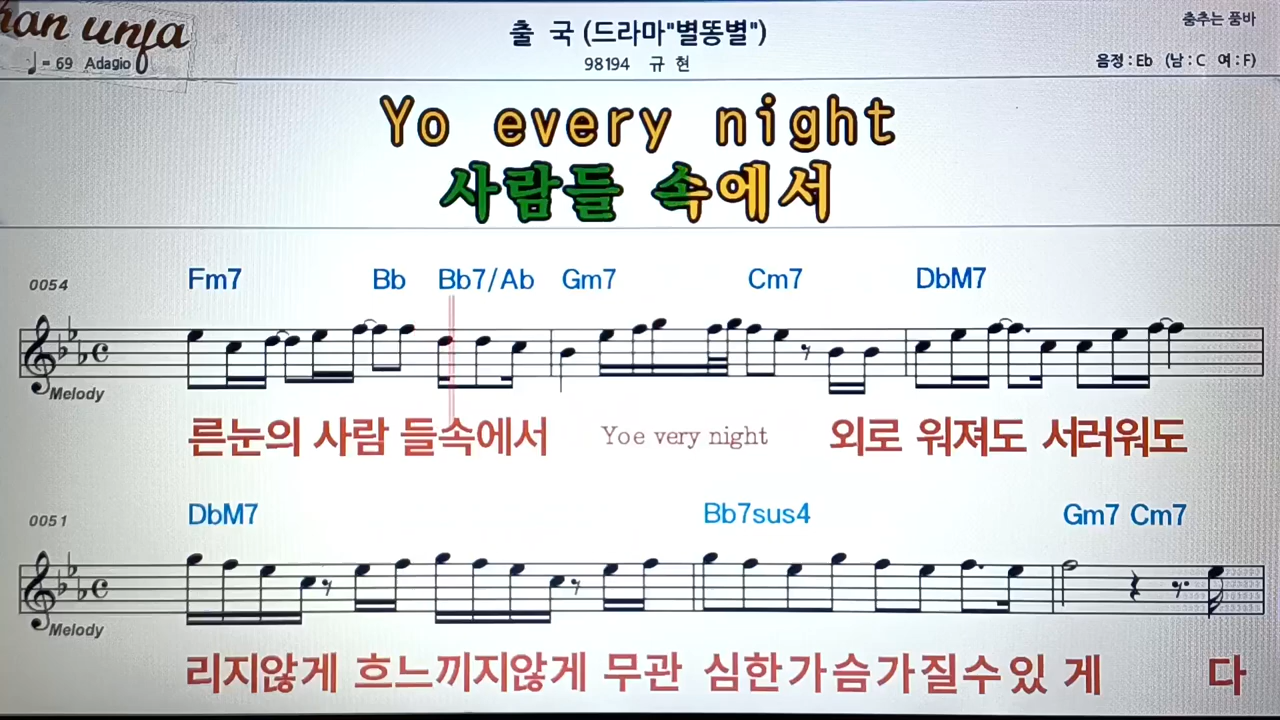 han unja
출 국 (드라마"별똥별")
춤추는 품바
♩= 69 Adagio
98194 규 현
음정 : Eb (남 : C 여 : F)
Yo every night
사람들 속에서
0054 Fm7 Bb Bb7/Ab Gm7 Cm7 DbM7
Melody
른눈의 사람 들속에서 Yoe very night 외로 워져도 서러워도
0051 DbM7 Bb7sus4 Gm7 Cm7
Melody
리지않게 흐느끼지않게 무관 심한가슴가질수있 게 다